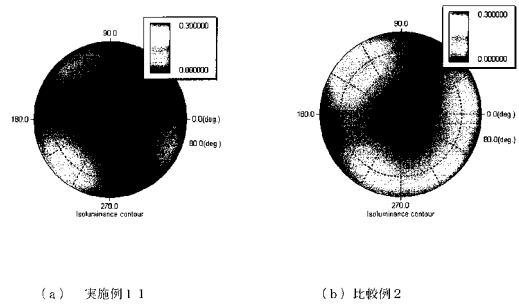 90.0
0.300000
0.000000
180.0
0.0(deg.)
80.0(deg.)
270.0
Isoluminance contour
(a) 実施例11
90.0
0.300000
0.000000
180.0
0.0(deg.)
80.0(deg.)
270.0
Isoluminance contour
(b) 比較例2